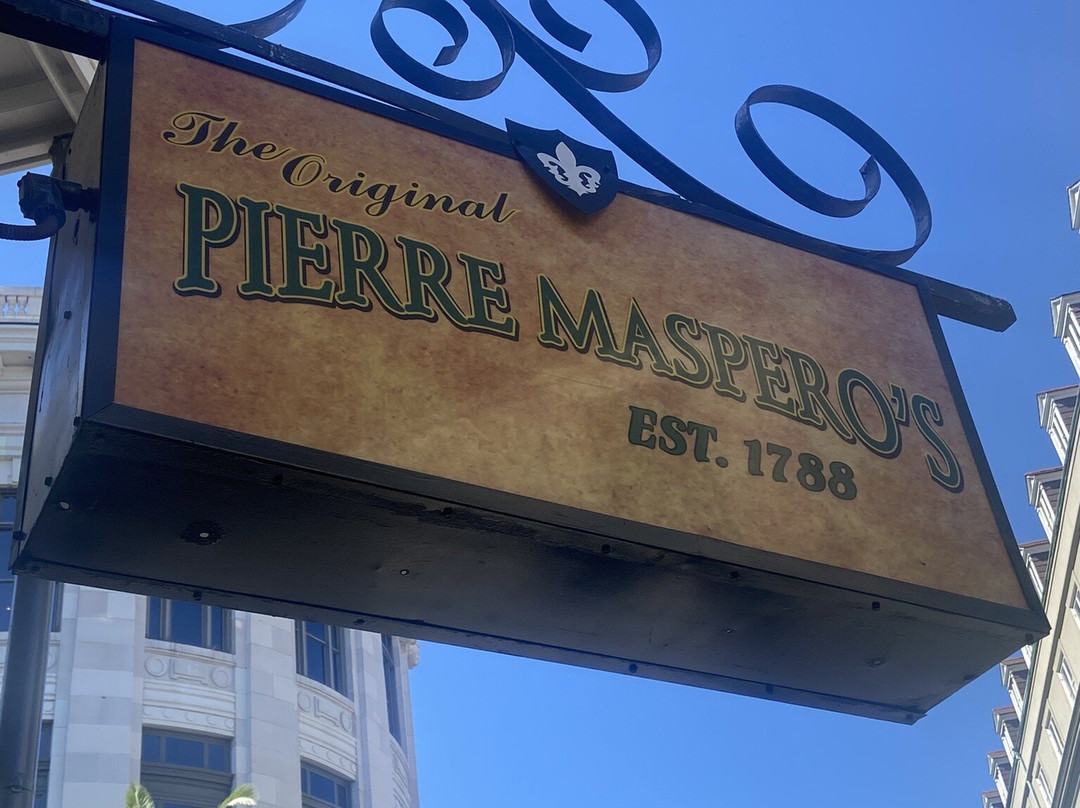 The Original
PIERRE MASPERO'S
EST. 1788